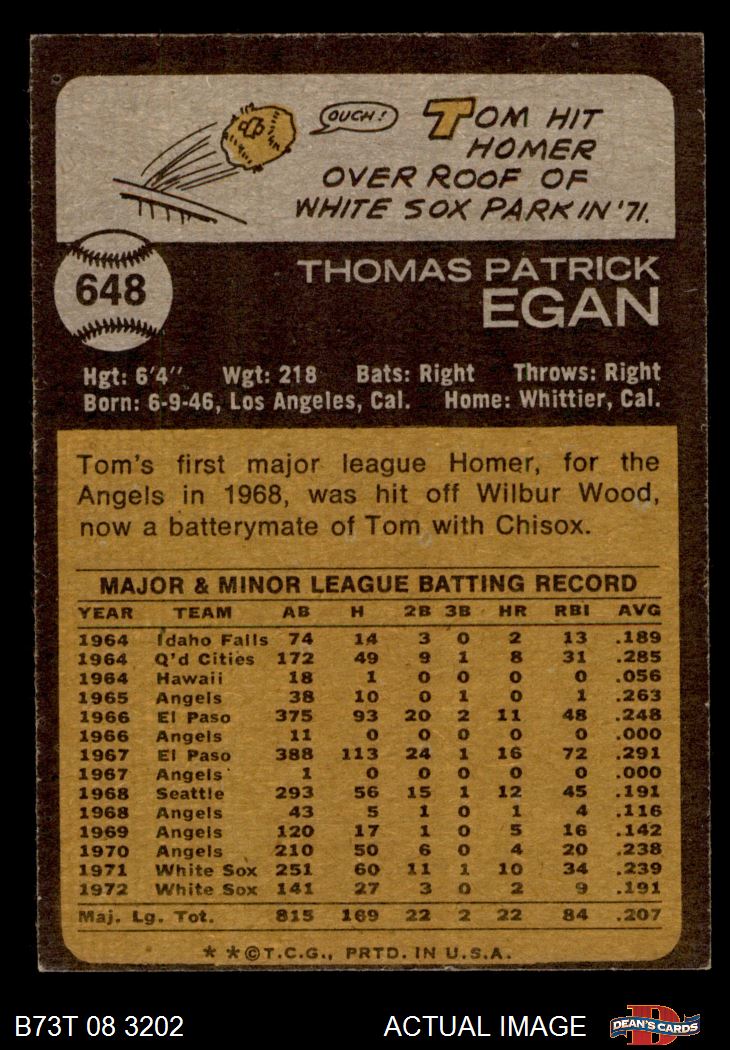 OUCH!
TOM HIT
HOMER
OVER ROOF OF
WHITE SOX PARK IN '71.
648
THOMAS PATRICK
EGAN
Hgt: 6'4" Wgt: 218 Bats: Right Throws: Right
Born: 6-9-46, Los Angeles, Cal. Home: Whittier, Cal.
Tom's first major league Homer, for the
Angels in 1968, was hit off Wilbur Wood,
now a batterymate of Tom with Chisox.
MAJOR & MINOR LEAGUE BATTING RECORD
YEAR TEAM AB H 2B 3B HR RBI AVG
1964 Idaho Falls 74 14 3 0 2 13 .189
1964 Q'd Cities 172 49 9 1 8 31 .285
1964 Hawaii 18 1 0 0 0 0 .056
1965 Angels 38 10 0 1 0 1 .263
1966 El Paso 375 93 20 2 11 48 .248
1966 Angels 11 0 0 0 0 0 .000
1967 El Paso 388 113 24 1 16 72 .291
1967 Angels 1 0 0 0 0 0 .000
1968 Seattle 293 56 15 1 12 45 .191
1968 Angels 43 5 1 0 1 4 .116
1969 Angels 120 17 1 0 5 16 .142
1970 Angels 210 50 6 0 4 20 .238
1971 White Sox 251 60 11 1 10 34 .239
1972 White Sox 141 27 3 0 2 9 .191
Maj. Lg. Tot. 815 169 22 2 22 84 .207
* *©T.C.G., PRTD. IN U.S.A.
B73T 08 3202 ACTUAL IMAGE
D
DEAN'S CARDS